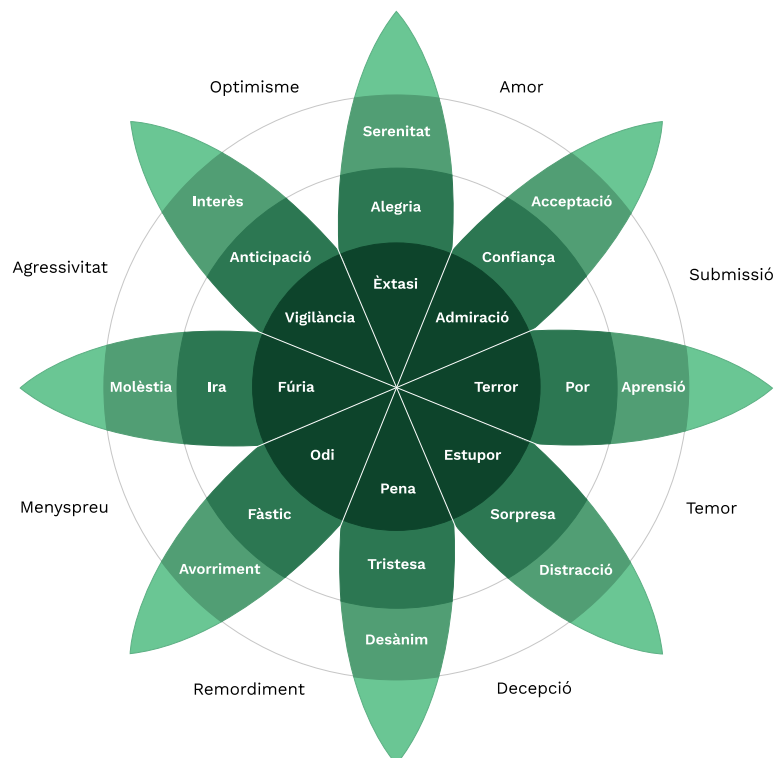 Optimisme
Amor
Serenitat
Interès
Acceptació
Alegria
Anticipació
Confiança
Agressivitat
Submissió
Èxtasi
Vigilància
Admiració
Molèstia
Ira
Fúria
Terror
Por
Aprensió
Odi
Estupor
Pena
Menyspreu
Temor
Fàstic
Sorpresa
Tristesa
Avorriment
Distracció
Desànim
Remordiment
Decepció